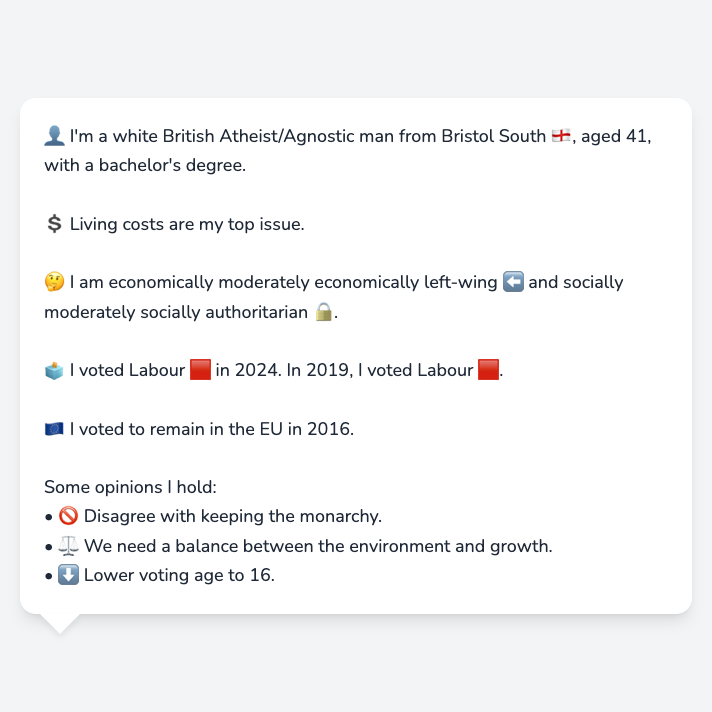 👤 I'm a white British Atheist/Agnostic man from Bristol South 🏴󠁧󠁢󠁥󠁮󠁧󠁿, aged 41,
with a bachelor's degree.
💲 Living costs are my top issue.
🤔 I am economically moderately economically left-wing ⬅️ and socially
moderately socially authoritarian 🔒.
🗳️ I voted Labour 🟥 in 2024. In 2019, I voted Labour 🟥.
🇪🇺 I voted to remain in the EU in 2016.
Some opinions I hold:
• 🚫 Disagree with keeping the monarchy.
• ⚖️ We need a balance between the environment and growth.
• ⬇️ Lower voting age to 16.